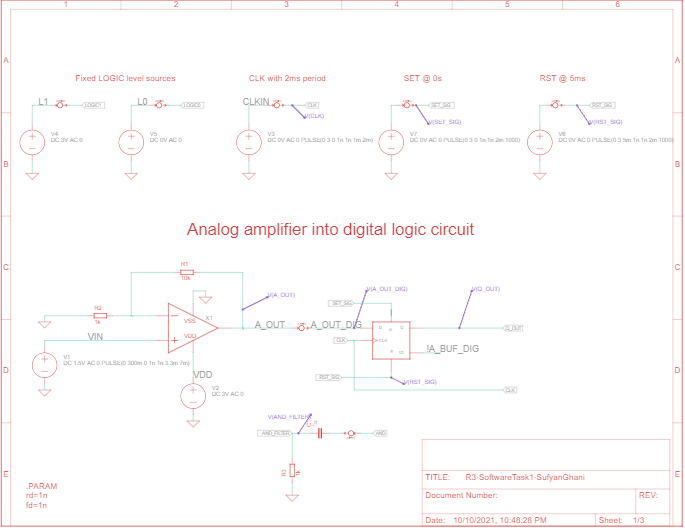 1 2 3 4 5 6
A A
Fixed LOGIC level sources CLK with 2ms period SET @ 0s RST @ 5ms
L1 LOGIC1 L0 LOGIC0 CLKIN CLK SET_SIG RST_SIG
V(CLK) V(SET_SIG) V(RST_SIG)
V4 V5 V3 V7
DC 3V AC 0 DC 0V AC 0 DC 0V AC 0 PULSE(0 3 0 1n 1n 1m 2m) DC 0V AC 0 PULSE(0 3 0 1n 1n 2m 1000) DC 0V AC 0 PULSE(0 3 5m 1n 1n 2m 1000)
B B
Analog amplifier into digital logic circuit
C C
R1
10k
V(A_OUT) V(A_OUT_DIG) V(Q_OUT)
SET_SIG
R2 X1
1k VSS
A_OUT A_OUT_DIG Q_OUT
VIN VDD CLK CLK
!A_BUF_DIG
V1
DC 1.5V AC 0 PULSE(0 300m 0 1n 1n 3.3m 7m)
D D
VDD RST_SIG V(RST_SIG)
V2 CLK
DC 3V AC 0
V(AND_FILTER)
AND_FILTER AND
R3
1k
E E
.PARAM
rd=1n
fd=1n
TITLE: R3-SoftwareTask1-SufyanGhani
Document Number: REV:
Date: 10/10/2021, 10:48:28 PM Sheet: 1/3